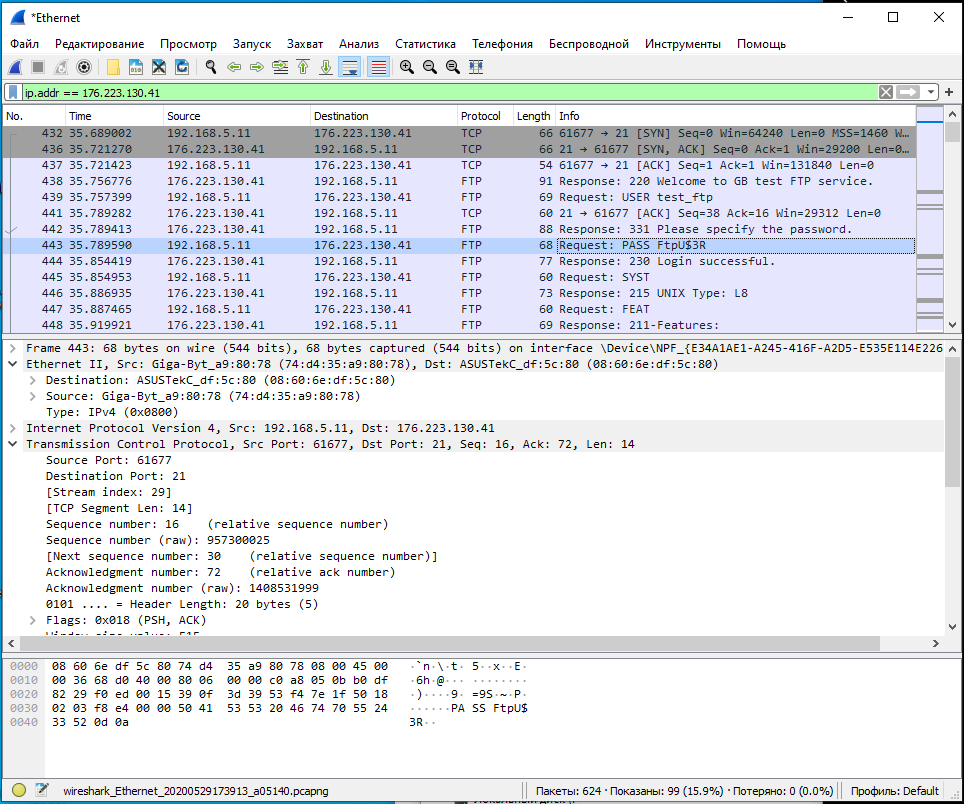 *Ethernet
Файл Редактирование Просмотр Запуск Захват Анализ Статистика Телефония Беспроводной Инструменты Помощь
ip.addr == 176.223.130.41
No. Time Source Destination Protocol Length Info
432 35.689002 192.168.5.11 176.223.130.41 TCP 66 61677 → 21 [SYN] Seq=0 Win=64240 Len=0 MSS=1460 W…
436 35.721270 176.223.130.41 192.168.5.11 TCP 66 21 → 61677 [SYN, ACK] Seq=0 Ack=1 Win=29200 Len=0…
437 35.721423 192.168.5.11 176.223.130.41 TCP 54 61677 → 21 [ACK] Seq=1 Ack=1 Win=131840 Len=0
438 35.756776 176.223.130.41 192.168.5.11 FTP 91 Response: 220 Welcome to GB test FTP service.
439 35.757399 192.168.5.11 176.223.130.41 FTP 69 Request: USER test_ftp
441 35.789282 176.223.130.41 192.168.5.11 TCP 60 21 → 61677 [ACK] Seq=38 Ack=16 Win=29312 Len=0
442 35.789413 176.223.130.41 192.168.5.11 FTP 88 Response: 331 Please specify the password.
443 35.789590 192.168.5.11 176.223.130.41 FTP 68 Request: PASS FtpU$3R
444 35.854419 176.223.130.41 192.168.5.11 FTP 77 Response: 230 Login successful.
445 35.854953 192.168.5.11 176.223.130.41 FTP 60 Request: SYST
446 35.886935 176.223.130.41 192.168.5.11 FTP 73 Response: 215 UNIX Type: L8
447 35.887465 192.168.5.11 176.223.130.41 FTP 60 Request: FEAT
448 35.919921 176.223.130.41 192.168.5.11 FTP 69 Response: 211-Features:
Frame 443: 68 bytes on wire (544 bits), 68 bytes captured (544 bits) on interface \Device\NPF_{E34A1AE1-A245-416F-A2D5-E535E114E226
Ethernet II, Src: Giga-Byt_a9:80:78 (74:d4:35:a9:80:78), Dst: ASUSTekC_df:5c:80 (08:60:6e:df:5c:80)
Destination: ASUSTekC_df:5c:80 (08:60:6e:df:5c:80)
Source: Giga-Byt_a9:80:78 (74:d4:35:a9:80:78)
Type: IPv4 (0x0800)
Internet Protocol Version 4, Src: 192.168.5.11, Dst: 176.223.130.41
Transmission Control Protocol, Src Port: 61677, Dst Port: 21, Seq: 16, Ack: 72, Len: 14
Source Port: 61677
Destination Port: 21
[Stream index: 29]
[TCP Segment Len: 14]
Sequence number: 16 (relative sequence number)
Sequence number (raw): 957300025
[Next sequence number: 30 (relative sequence number)]
Acknowledgment number: 72 (relative ack number)
Acknowledgment number (raw): 1408531999
0101 .... = Header Length: 20 bytes (5)
Flags: 0x018 (PSH, ACK)
Window size value: 515
0000 08 60 6e df 5c 80 74 d4 35 a9 80 78 08 00 45 00 ·`n·\·t· 5··x··E·
0010 00 36 68 d0 40 00 80 06 00 00 c0 a8 05 0b b0 df ·6h·@··· ········
0020 82 29 f0 ed 00 15 39 0f 3d 39 53 f4 7e 1f 50 18 ·)····9· =9S·~·P·
0030 02 03 f8 e4 00 00 50 41 53 53 20 46 74 70 55 24 ······PA SS FtpU$
0040 33 52 0d 0a 3R··
wireshark_Ethernet_20200529173913_a05140.pcapng Пакеты: 624 · Показаны: 99 (15.9%) · Потеряно: 0 (0.0%) Профиль: Default